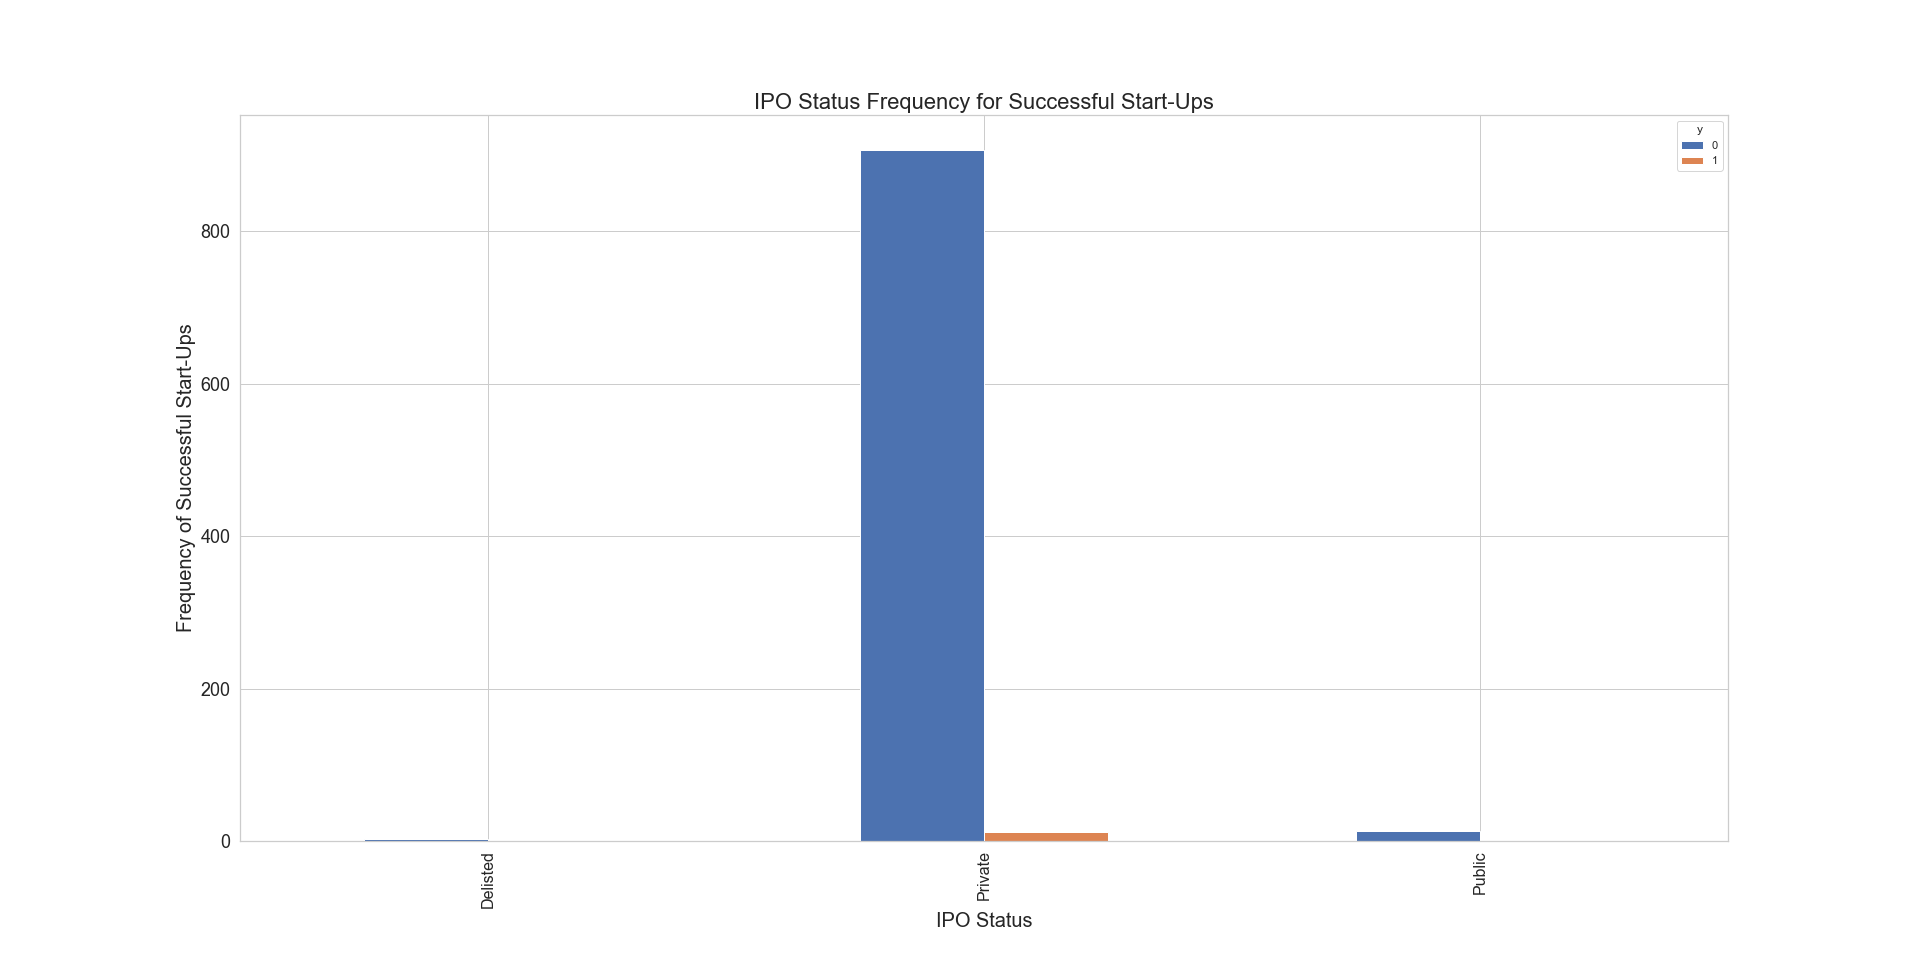 IPO Status Frequency for Successful Start-Ups
y
0
1
Frequency of Successful Start-Ups
800
600
400
200
0
Delisted
Private
Public
IPO Status